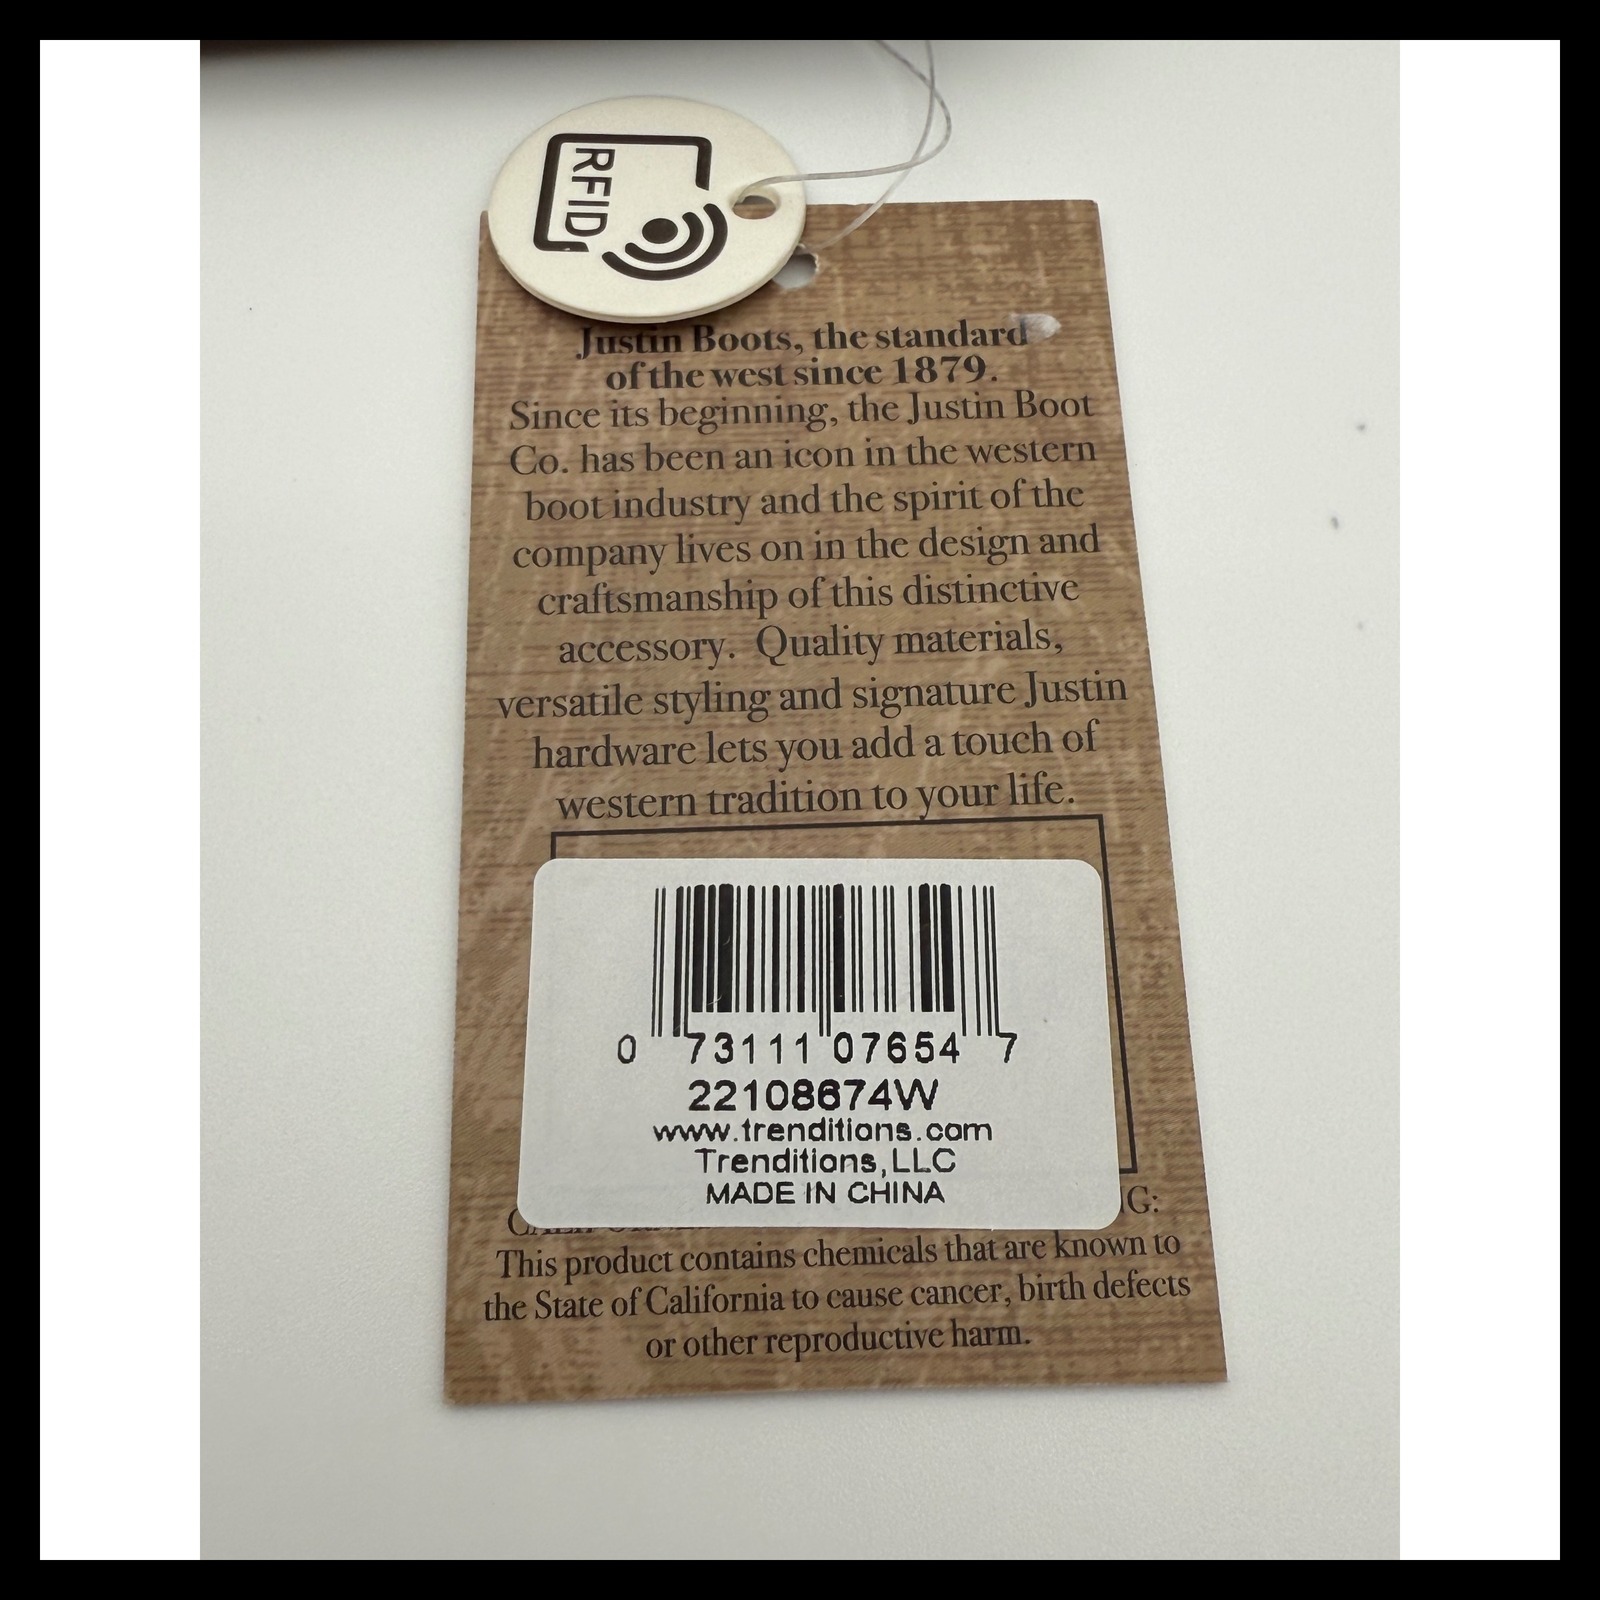 RFID
Justin Boots, the standard
of the west since 1879.
Since its beginning, the Justin Boot
Co. has been an icon in the western
boot industry and the spirit of the
company lives on in the design and
craftsmanship of this distinctive
accessory. Quality materials,
versatile styling and signature Justin
hardware lets you add a touch of
western tradition to your life.
0 73111 07654 7
22108674W
www.trenditions.com
Trenditions,LLC
MADE IN CHINA
This product contains chemicals that are known to
the State of California to cause cancer, birth defects
or other reproductive harm.